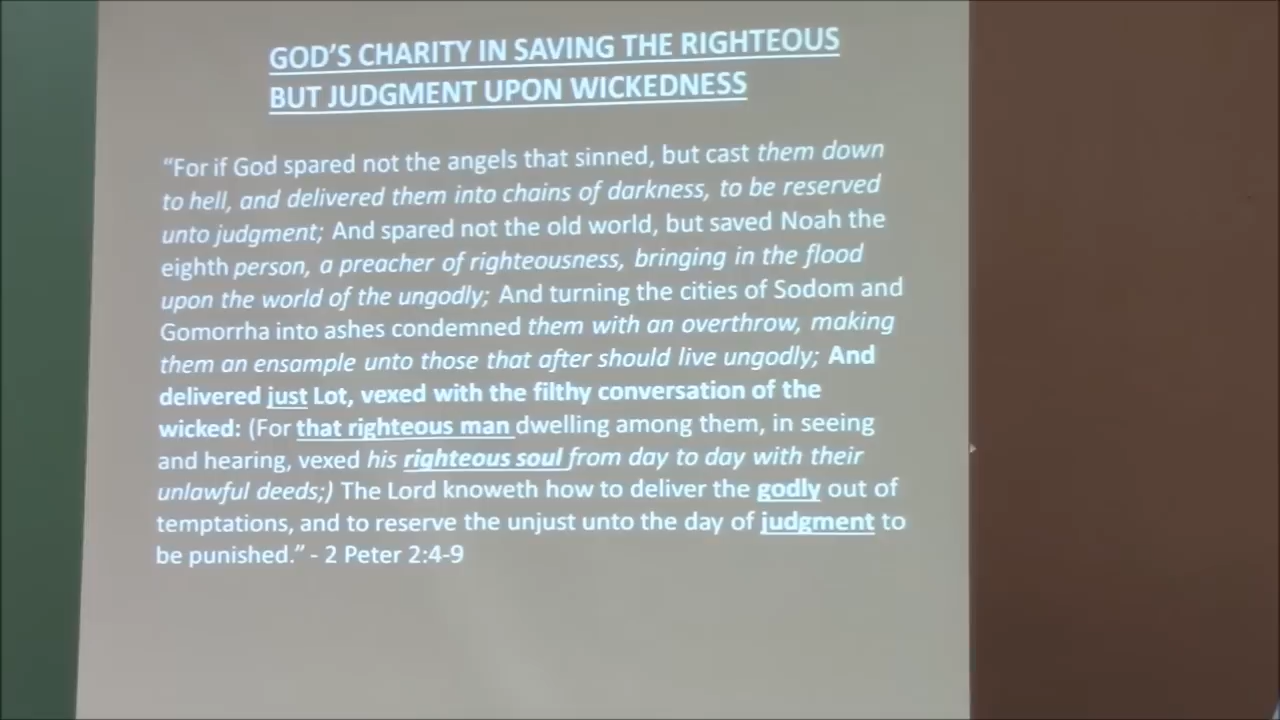 GOD’S CHARITY IN SAVING THE RIGHTEOUS
BUT JUDGMENT UPON WICKEDNESS
“For if God spared not the angels that sinned, but cast them down
to hell, and delivered them into chains of darkness, to be reserved
unto judgment; And spared not the old world, but saved Noah the
eighth person, a preacher of righteousness, bringing in the flood
upon the world of the ungodly; And turning the cities of Sodom and
Gomorrha into ashes condemned them with an overthrow, making
them an ensample unto those that after should live ungodly; And
delivered just Lot, vexed with the filthy conversation of the
wicked: (For that righteous man dwelling among them, in seeing
and hearing, vexed his righteous soul from day to day with their
unlawful deeds;) The Lord knoweth how to deliver the godly out of
temptations, and to reserve the unjust unto the day of judgment to
be punished.” - 2 Peter 2:4-9